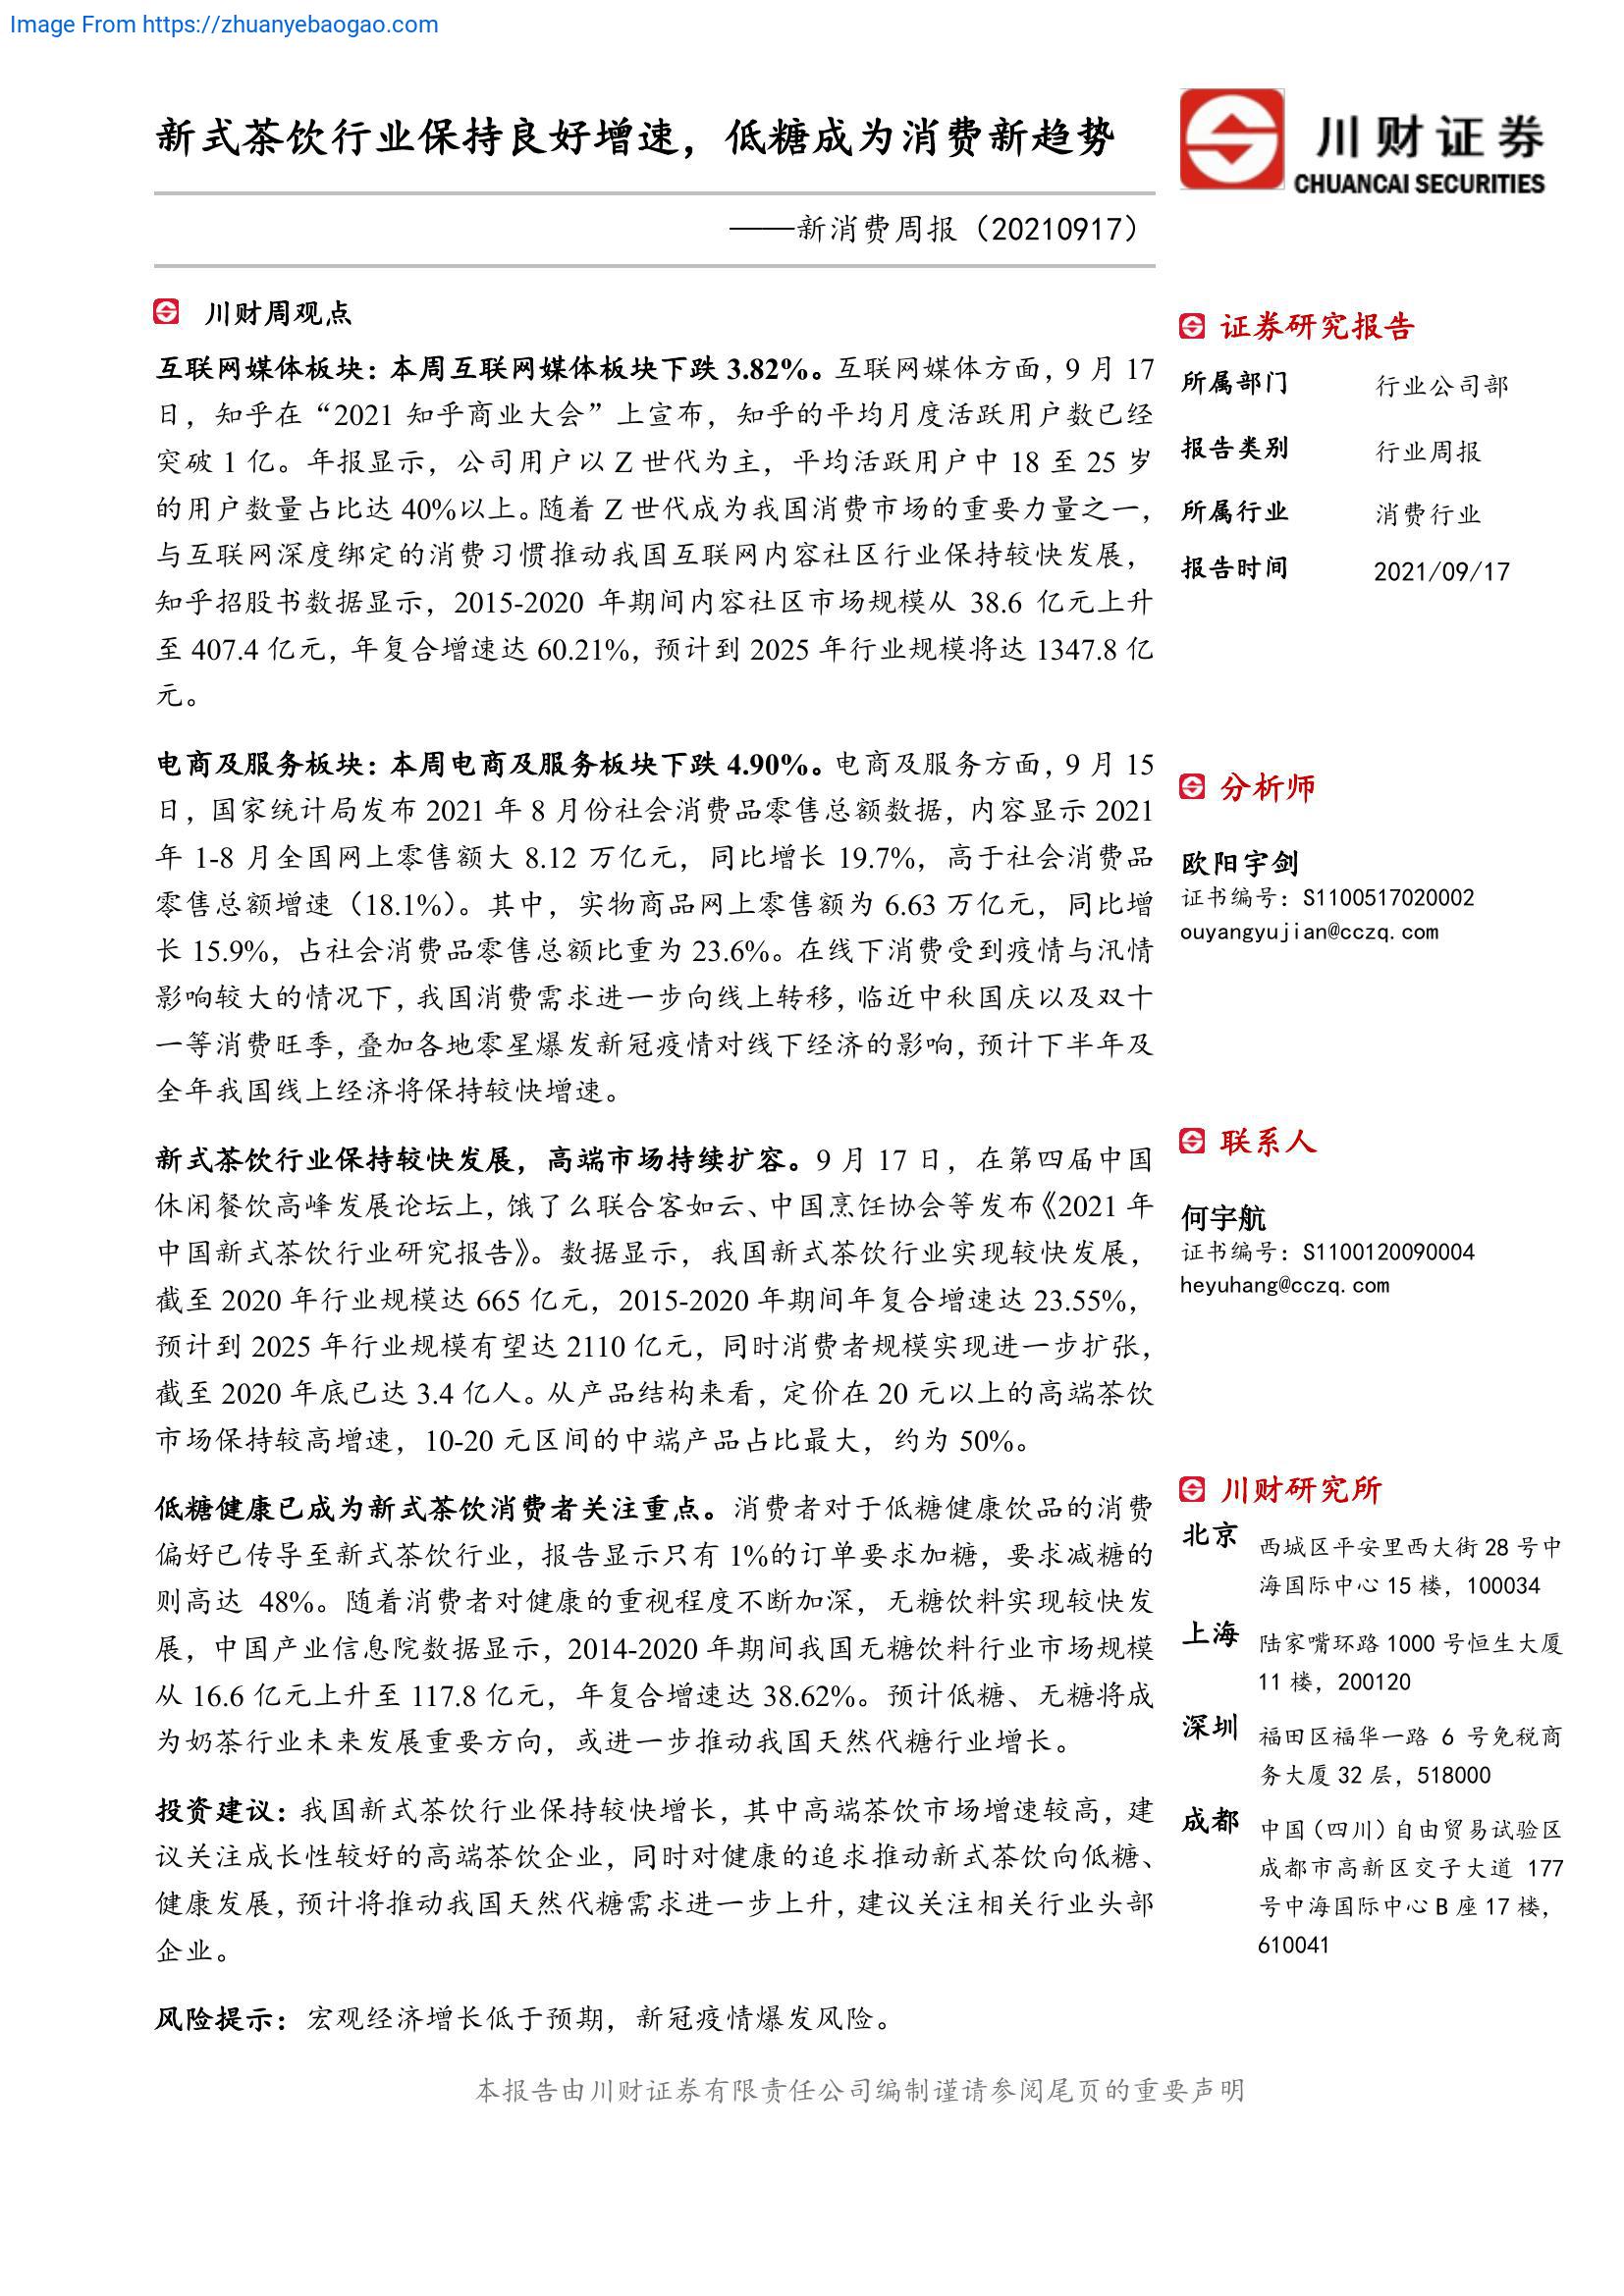 Image From https://zhuanyebaogao.com
新式茶饮行业保持良好增速，低糖成为消费新趋势
川财证券
CHUANCAI SECURITIES
——新消费周报（20210917）
川财周观点
互联网媒体板块：本周互联网媒体板块下跌 3.82%。互联网媒体方面，9 月 17
日，知乎在“2021 知乎商业大会”上宣布，知乎的平均月度活跃用户数已经
突破 1 亿。年报显示，公司用户以 Z 世代为主，平均活跃用户中 18 至 25 岁
的用户数量占比达 40%以上。随着 Z 世代成为我国消费市场的重要力量之一，
与互联网深度绑定的消费习惯推动我国互联网内容社区行业保持较快发展，
知乎招股书数据显示，2015-2020 年期间内容社区市场规模从 38.6 亿元上升
至 407.4 亿元，年复合增速达 60.21%，预计到 2025 年行业规模将达 1347.8 亿
元。
电商及服务板块：本周电商及服务板块下跌 4.90%。电商及服务方面，9 月 15
日，国家统计局发布 2021 年 8 月份社会消费品零售总额数据，内容显示 2021
年 1-8 月全国网上零售额大 8.12 万亿元，同比增长 19.7%，高于社会消费品
零售总额增速（18.1%）。其中，实物商品网上零售额为 6.63 万亿元，同比增
长 15.9%，占社会消费品零售总额比重为 23.6%。在线下消费受到疫情与汛情
影响较大的情况下，我国消费需求进一步向线上转移，临近中秋国庆以及双十
一等消费旺季，叠加各地零星爆发新冠疫情对线下经济的影响，预计下半年及
全年我国线上经济将保持较快增速。
新式茶饮行业保持较快发展，高端市场持续扩容。9 月 17 日，在第四届中国
休闲餐饮高峰发展论坛上，饿了么联合客如云、中国烹饪协会等发布《2021 年
中国新式茶饮行业研究报告》。数据显示，我国新式茶饮行业实现较快发展，
截至 2020 年行业规模达 665 亿元，2015-2020 年期间年复合增速达 23.55%，
预计到 2025 年行业规模有望达 2110 亿元，同时消费者规模实现进一步扩张，
截至 2020 年底已达 3.4 亿人。从产品结构来看，定价在 20 元以上的高端茶饮
市场保持较高增速，10-20 元区间的中端产品占比最大，约为 50%。
低糖健康已成为新式茶饮消费者关注重点。消费者对于低糖健康饮品的消费
偏好已传导至新式茶饮行业，报告显示只有 1%的订单要求加糖，要求减糖的
则高达 48%。随着消费者对健康的重视程度不断加深，无糖饮料实现较快发
展，中国产业信息院数据显示，2014-2020 年期间我国无糖饮料行业市场规模
从 16.6 亿元上升至 117.8 亿元，年复合增速达 38.62%。预计低糖、无糖将成
为奶茶行业未来发展重要方向，或进一步推动我国天然代糖行业增长。
投资建议：我国新式茶饮行业保持较快增长，其中高端茶饮市场增速较高，建
议关注成长性较好的高端茶饮企业，同时对健康的追求推动新式茶饮向低糖、
健康发展，预计将推动我国天然代糖需求进一步上升，建议关注相关行业头部
企业。
风险提示：宏观经济增长低于预期，新冠疫情爆发风险。
证券研究报告
所属部门 行业公司部
报告类别 行业周报
所属行业 消费行业
报告时间 2021/09/17
分析师
欧阳宇剑
证书编号：S1100517020002
ouyangyujian@cczq.com
联系人
何宇航
证书编号：S1100120090004
heyuhang@cczq.com
川财研究所
北京 西城区平安里西大街 28 号中
海国际中心 15 楼，100034
上海 陆家嘴环路 1000 号恒生大厦
11 楼，200120
深圳 福田区福华一路 6 号免税商
务大厦 32 层，518000
成都 中国（四川）自由贸易试验区
成都市高新区交子大道 177
号中海国际中心 B 座 17 楼，
610041
本报告由川财证券有限责任公司编制谨请参阅尾页的重要声明